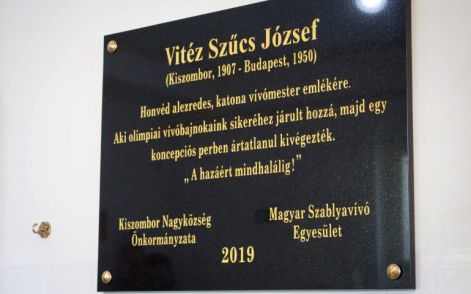 Vitéz Szűcs József
(Kiszombor, 1907 - Budapest, 1950)
Honvéd alezredes, katona vívómester emlékére.
Aki olimpiai vívóbajnokaink sikeréhez járult hozzá, majd egy
koncepciós perben ártatlanul kivégezték.
„ A hazáért mindhalálig!"
Kiszombor Nagyközség
Önkormányzata
Magyar Szablyavívó
Egyesület
2019